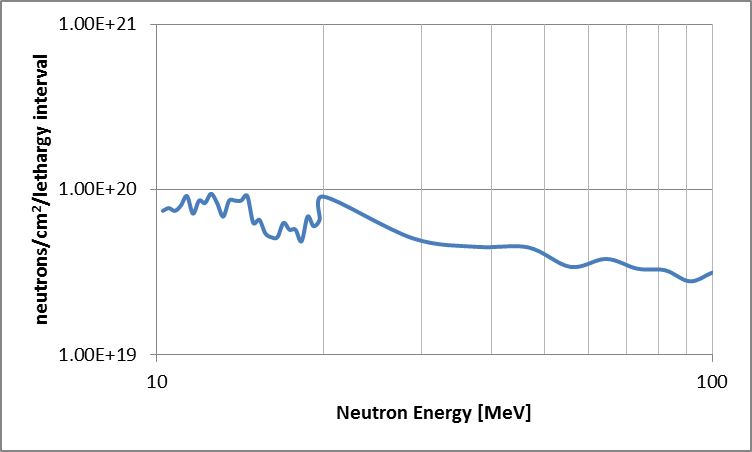 1.00E+21
1.00E+20
1.00E+19
neutrons/cm²/lethargy interval
10
100
Neutron Energy [MeV]